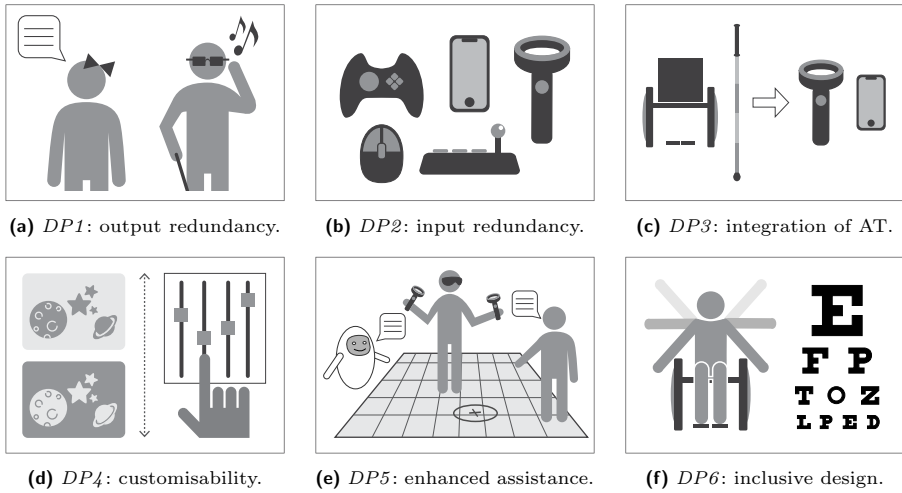 (a) DP1: output redundancy.
(b) DP2: input redundancy.
(c) DP3: integration of AT.
E
F P
T O Z
L P E D
(d) DP4: customisability.
(e) DP5: enhanced assistance.
(f) DP6: inclusive design.